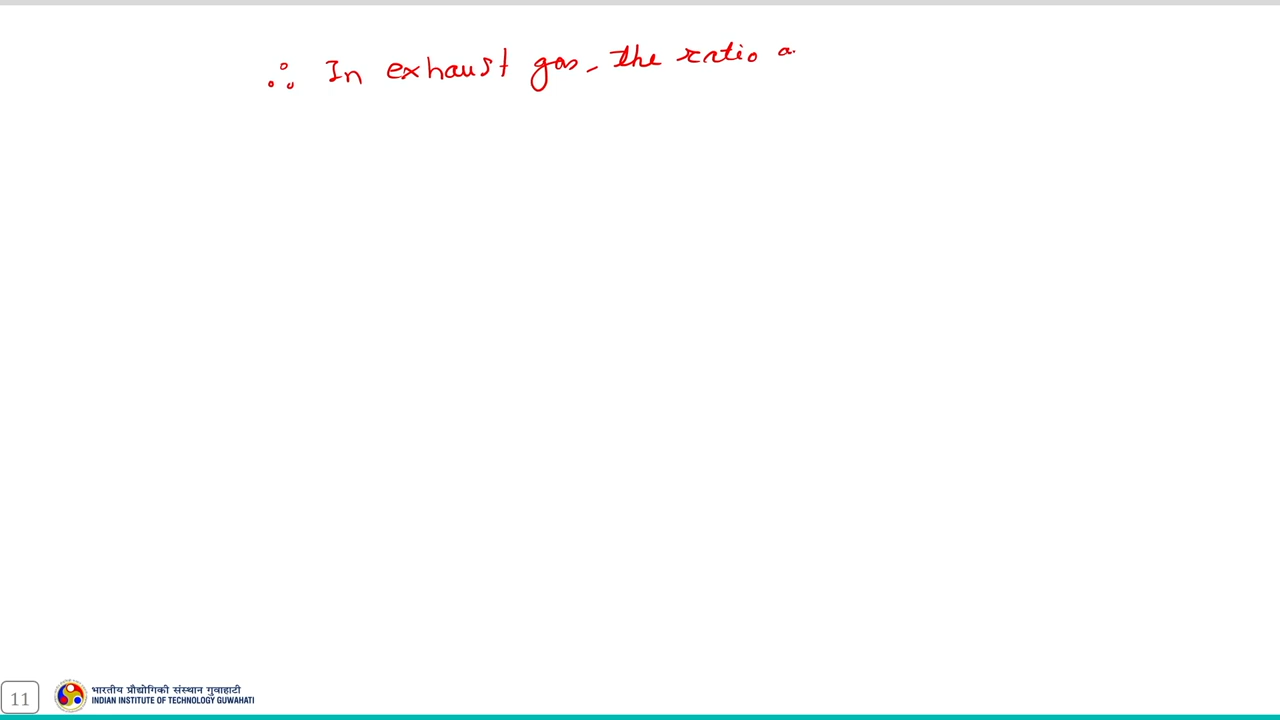 ∴ In exhaust gas, the ratio a
11
भारतीय प्रौद्योगिकी संस्थान गुवाहाटी
INDIAN INSTITUTE OF TECHNOLOGY GUWAHATI